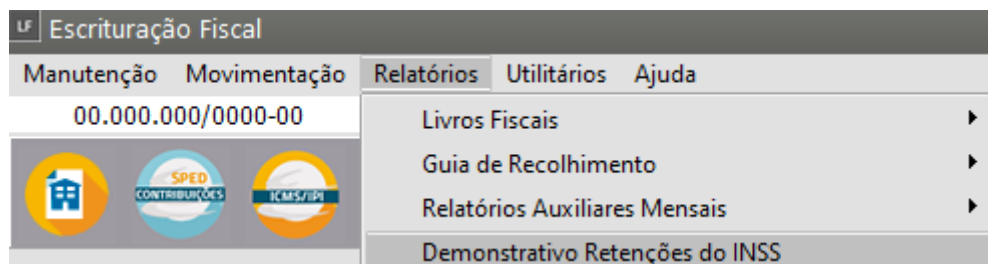 LF Escrituração Fiscal
Manutenção Movimentação Relatórios Utilitários Ajuda
00.000.000/0000-00
Livros Fiscais
Guia de Recolhimento
SPED
CONTRIBUIÇÕES
ICMS/IPI
Relatórios Auxiliares Mensais
Demonstrativo Retenções do INSS